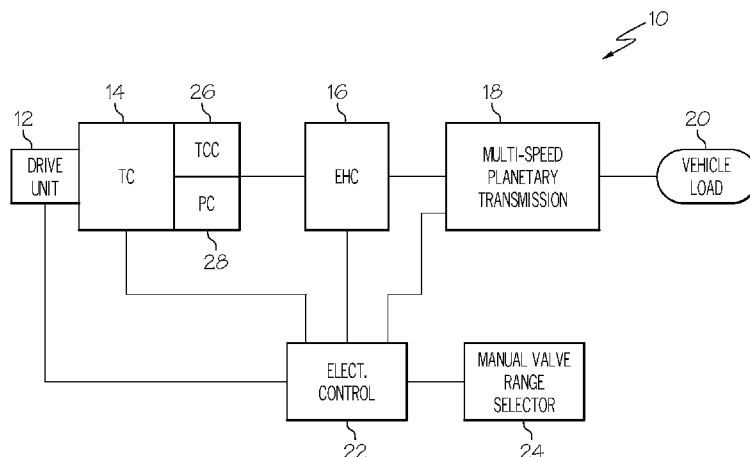 10
12
14
26
16
18
20
DRIVE
UNIT
TC
TCC
PC
EHC
MULTI-SPEED
PLANETARY
TRANSMISSION
VEHICLE
LOAD
28
ELECT.
CONTROL
MANUAL VALVE
RANGE
SELECTOR
22
24